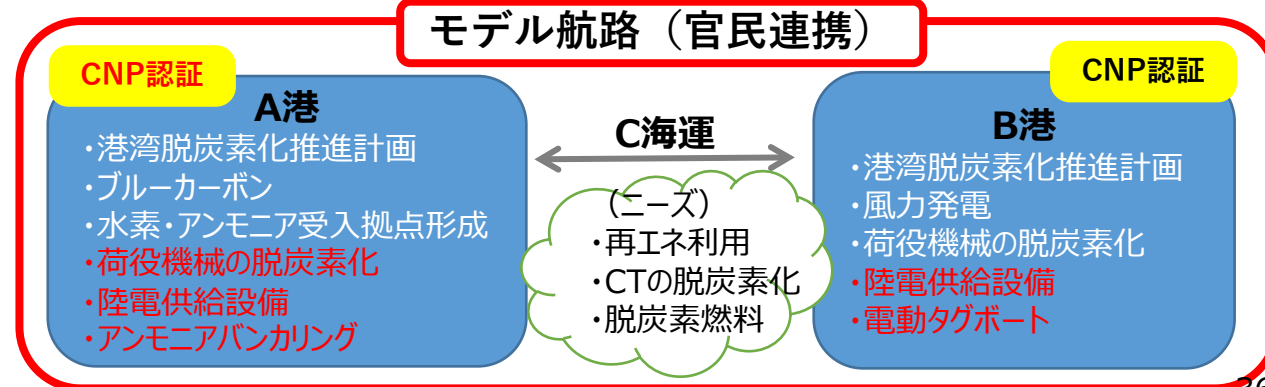 モデル航路（官民連携）
CNP認証
A港
・港湾脱炭素化推進計画
・ブルーカーボン
・水素・アンモニア受入拠点形成
・荷役機械の脱炭素化
・陸電供給設備
・アンモニアバンカリング
C海運
（ニーズ）
・再エネ利用
・CTの脱炭素化
・脱炭素燃料
CNP認証
B港
・港湾脱炭素化推進計画
・風力発電
・荷役機械の脱炭素化
・陸電供給設備
・電動タグボート